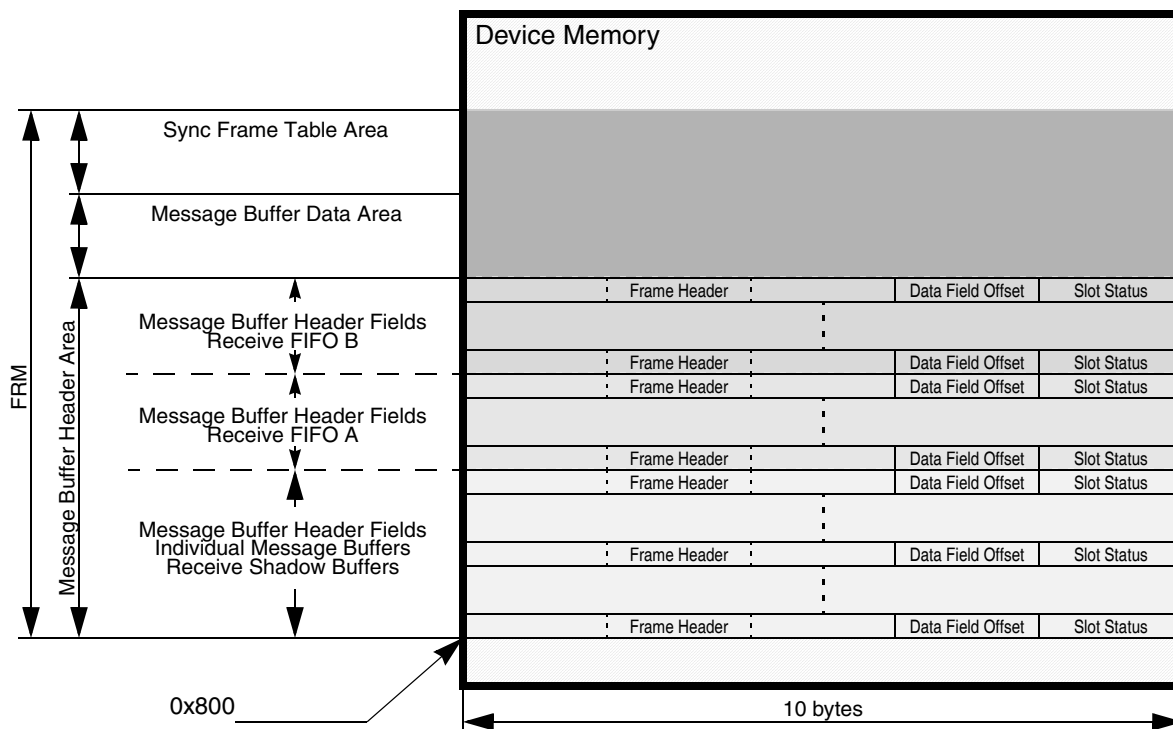 Device Memory
Sync Frame Table Area
Message Buffer Data Area
Frame Header Data Field Offset Slot Status
Message Buffer Header Fields
Receive FIFO B
Frame Header Data Field Offset Slot Status
Frame Header Data Field Offset Slot Status
Message Buffer Header Fields
Receive FIFO A
Frame Header Data Field Offset Slot Status
Frame Header Data Field Offset Slot Status
Message Buffer Header Fields
Individual Message Buffers
Receive Shadow Buffers
Frame Header Data Field Offset Slot Status
Frame Header Data Field Offset Slot Status
FRM
Message Buffer Header Area
0x800
10 bytes